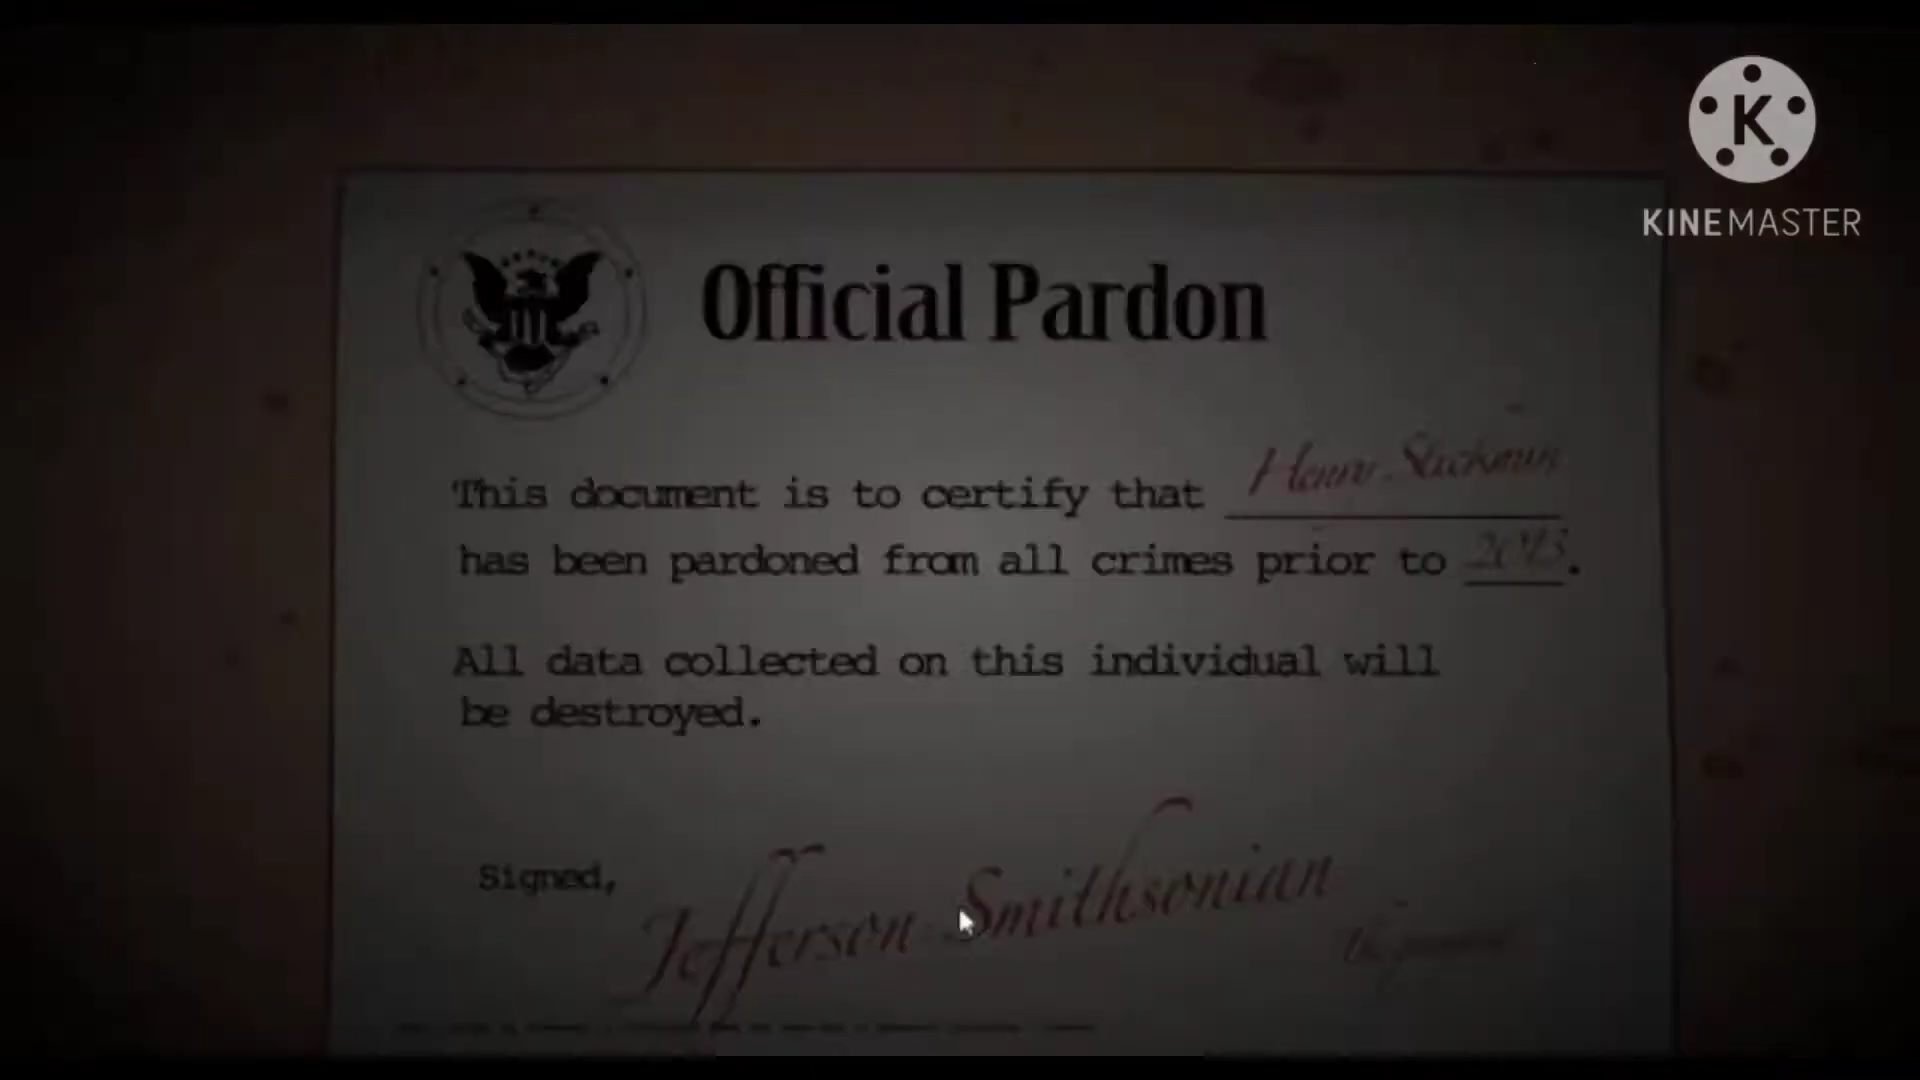 K
KINEMASTER
Official Pardon
Henry Stickmin
This document is to certify that
has been pardoned from all crimes prior to 2013.
All data collected on this individual will
be destroyed.
Signed,
Jefferson Smithsonian